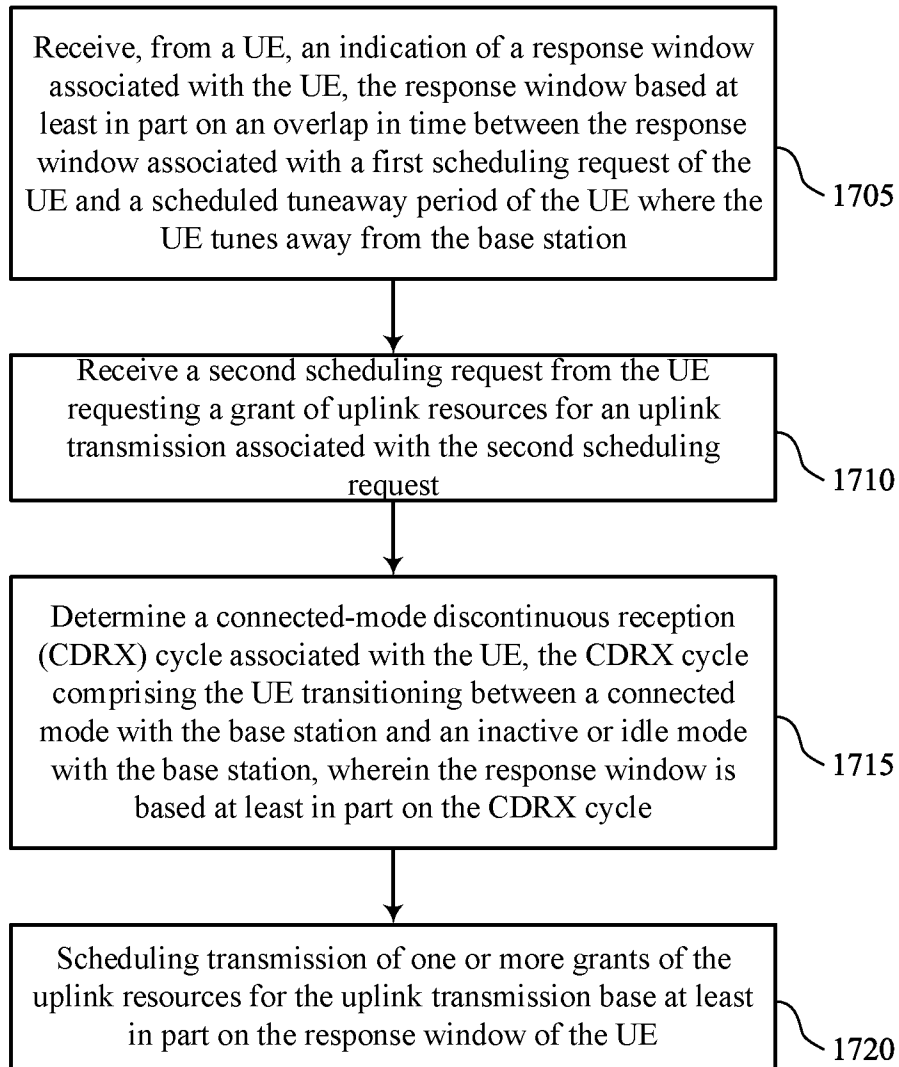 Receive, from a UE, an indication of a response window
associated with the UE, the response window based at
least in part on an overlap in time between the response
window associated with a first scheduling request of the
UE and a scheduled tuneaway period of the UE where the
UE tunes away from the base station
1705
Receive a second scheduling request from the UE
requesting a grant of uplink resources for an uplink
transmission associated with the second scheduling
request
1710
Determine a connected-mode discontinuous reception
(CDRX) cycle associated with the UE, the CDRX cycle
comprising the UE transitioning between a connected
mode with the base station and an inactive or idle mode
with the base station, wherein the response window is
based at least in part on the CDRX cycle
1715
Scheduling transmission of one or more grants of the
uplink resources for the uplink transmission base at least
in part on the response window of the UE
1720